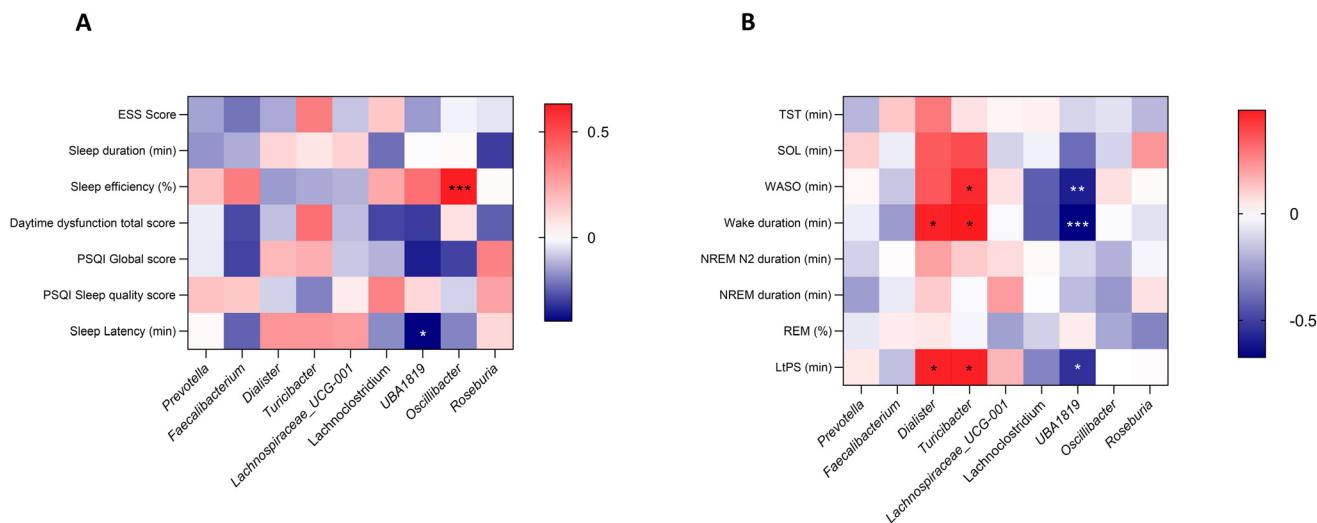 A
ESS Score
Sleep duration (min)
Sleep efficiency (%)
***
Daytime dysfunction total score
PSQI Global score
PSQI Sleep quality score
Sleep Latency (min)
*
0.5
0
Prevotella
Faecalibacterium
Dialister
Turicibacter
Lachnospiraceae_UCG-001
Lachnoclostridium
UBA1819
Oscillibacter
Roseburia
B
TST (min)
SOL (min)
WASO (min)
* **
Wake duration (min)
* * ***
NREM N2 duration (min)
NREM duration (min)
REM (%)
LtPS (min)
* * *
0
-0.5
Prevotella
Faecalibacterium
Dialister
Turicibacter
Lachnospiraceae_UCG-001
Lachnoclostridium
UBA1819
Oscillibacter
Roseburia